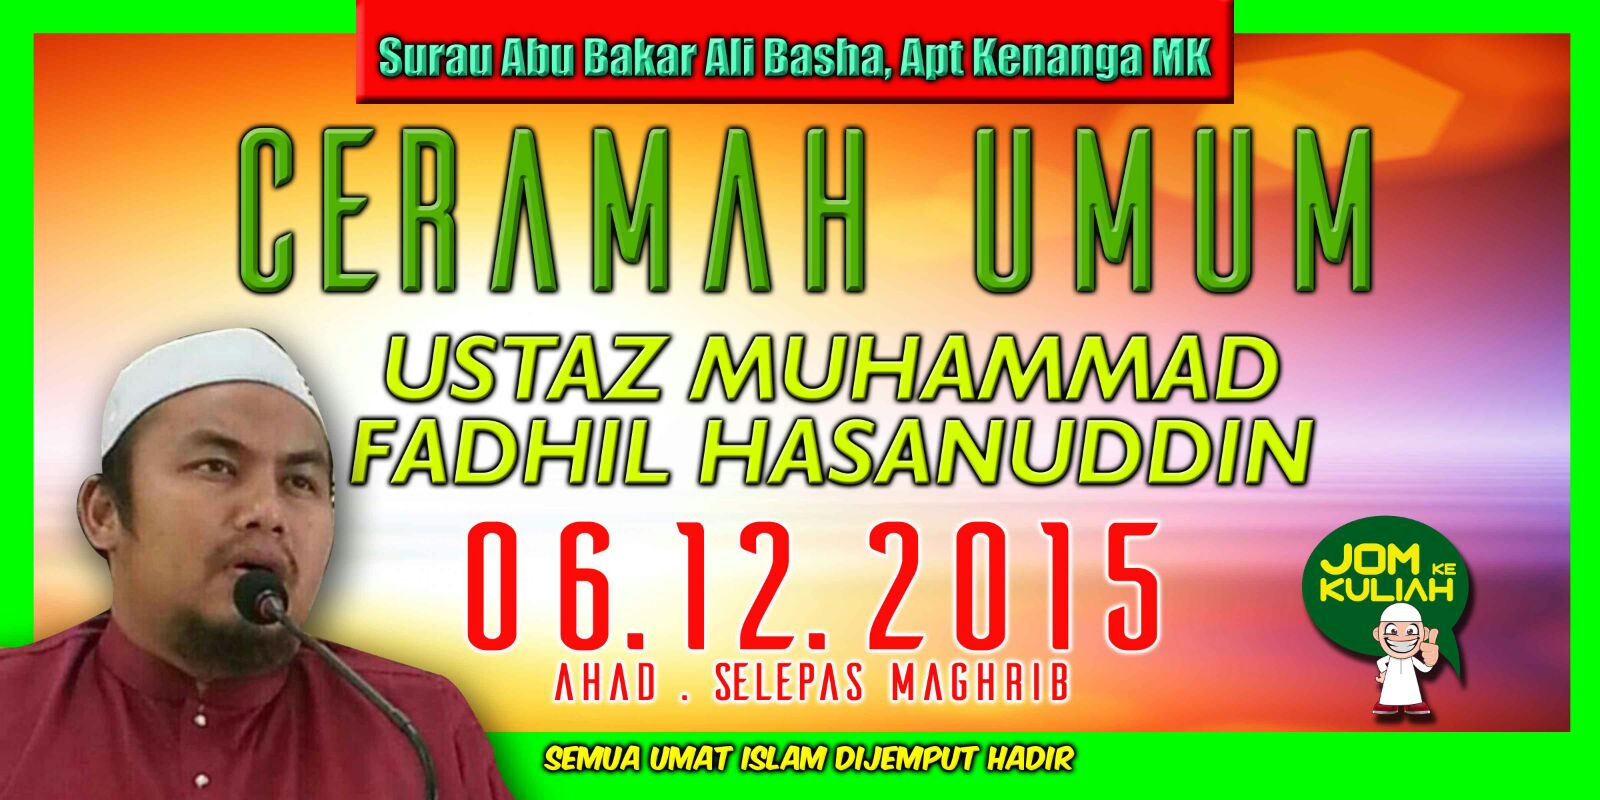 Surau Abu Bakar Ali Basha, Apt Kenanga MK
CERAMAH UMUM
USTAZ MUHAMMAD
FADHIL HASANUDDIN
06.12.2015
AHAD . SELEPAS MAGHRIB
JOM KE
KULIAH
SEMUA UMAT ISLAM DIJEMPUT HADIR